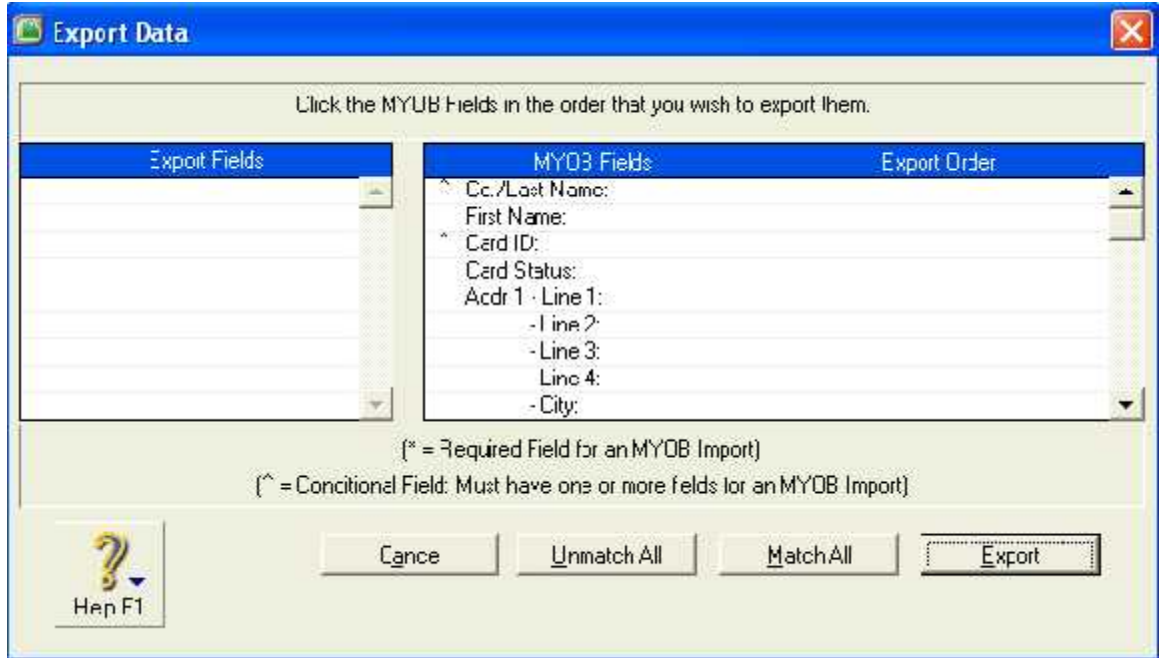 Export Data
Click the MYOB Fields in the order that you wish to export them.
Export Fields
MYOB Fields Export Order
^ Co./Last Name:
First Name:
^ Card ID:
Card Status:
Addr 1 - Line 1:
- Line 2:
- Line 3:
- Line 4:
- City:
(* = Required Field for an MYOB Import)
(^ = Conditional Field: Must have one or more fields for an MYOB Import)
Help F1
Cancel
Unmatch All
Match All
Export